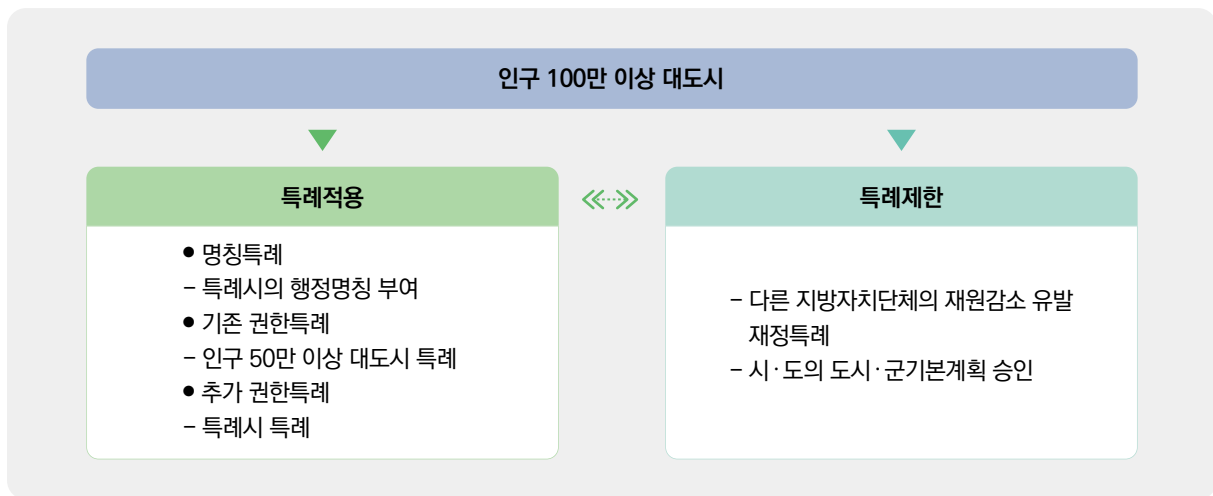 인구 100만 이상 대도시
특례적용
● 명칭특례
– 특례시의 행정명칭 부여
● 기존 권한특례
– 인구 50만 이상 대도시 특례
● 추가 권한특례
– 특례시 특례
특례제한
– 다른 지방자치단체의 재원감소 유발
재정특례
– 시·도의 도시·군기본계획 승인